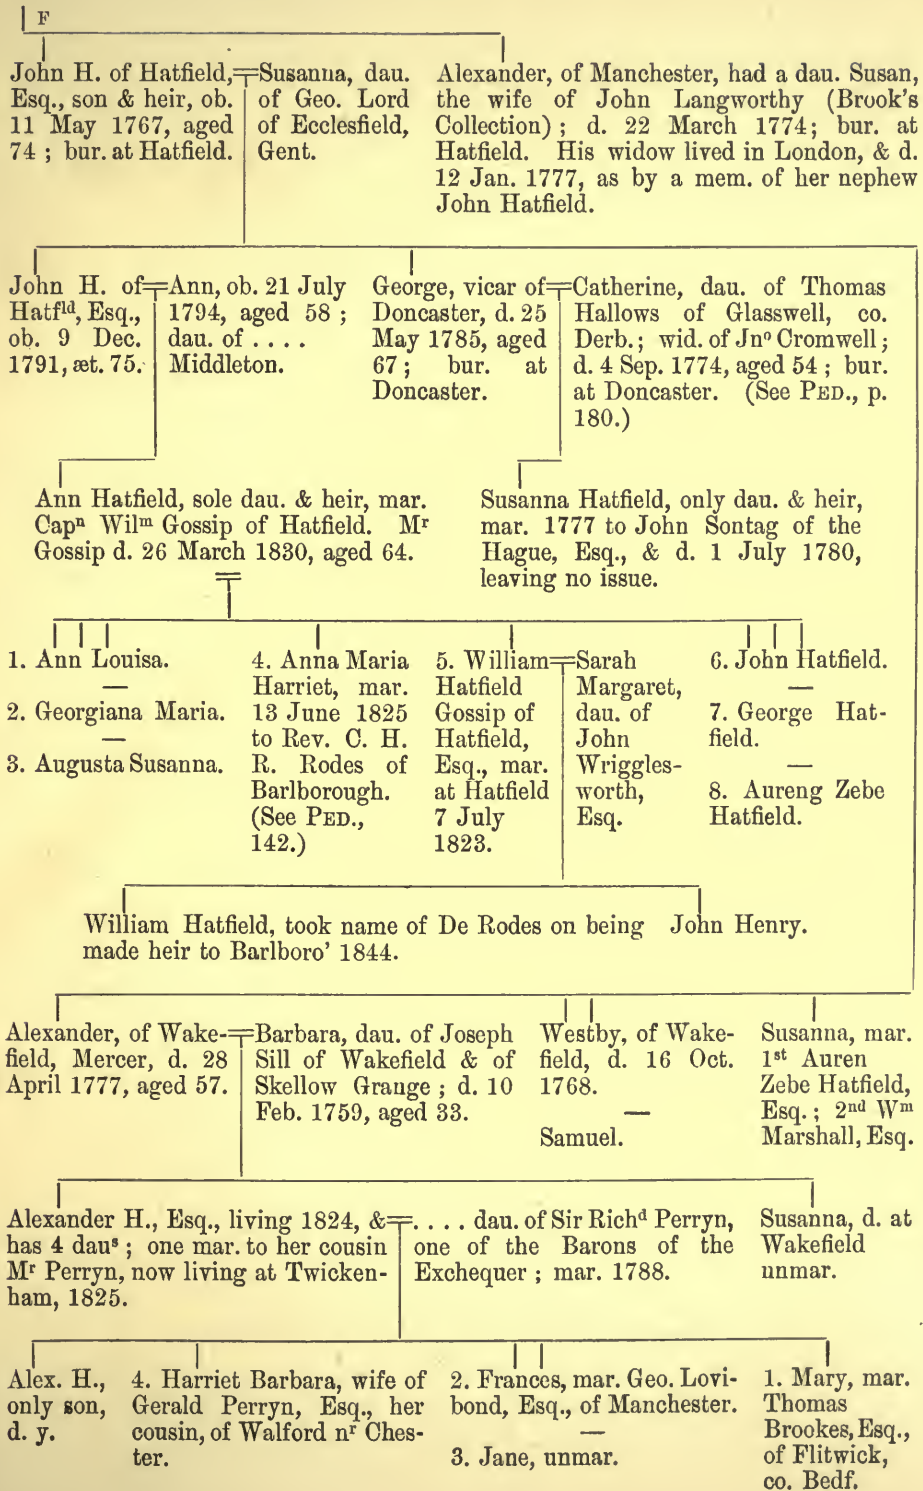 F
John H. of Hatfield,
Esq., son & heir, ob.
11 May 1767, aged
74 ; bur. at Hatfield.
Susanna, dau.
of Geo. Lord
of Ecclesfield,
Gent.
Alexander, of Manchester, had a dau. Susan,
the wife of John Langworthy (Brook's
Collection) ; d. 22 March 1774; bur. at
Hatfield. His widow lived in London, & d.
12 Jan. 1777, as by a mem. of her nephew
John Hatfield.
John H. of
Hatfld, Esq.,
ob. 9 Dec.
1791, æt. 75.
Ann, ob. 21 July
1794, aged 58 ;
dau. of . . . .
Middleton.
George, vicar of
Doncaster, d. 25
May 1785, aged
67 ; bur. at
Doncaster.
Catherine, dau. of Thomas
Hallows of Glasswell, co.
Derb.; wid. of Jno Cromwell;
d. 4 Sep. 1774, aged 54 ; bur.
at Doncaster. (See PED., p.
180.)
Ann Hatfield, sole dau. & heir, mar.
Capn Wilm Gossip of Hatfield. Mr
Gossip d. 26 March 1830, aged 64.
Susanna Hatfield, only dau. & heir,
mar. 1777 to John Sontag of the
Hague, Esq., & d. 1 July 1780,
leaving no issue.
1. Ann Louisa.
—
2. Georgiana Maria.
—
3. Augusta Susanna.
4. Anna Maria
Harriet, mar.
13 June 1825
to Rev. C. H.
R. Rodes of
Barlborough.
(See PED.,
142.)
5. William
Hatfield
Gossip of
Hatfield,
Esq., mar.
at Hatfield
7 July
1823.
Sarah
Margaret,
dau. of
John
Wriggles-
worth,
Esq.
6. John Hatfield.
—
7. George Hat-
field.
—
8. Aureng Zebe
Hatfield.
William Hatfield, took name of De Rodes on being
made heir to Barlboro' 1844.
John Henry.
Alexander, of Wake-
field, Mercer, d. 28
April 1777, aged 57.
Barbara, dau. of Joseph
Sill of Wakefield & of
Skellow Grange ; d. 10
Feb. 1759, aged 33.
Westby, of Wake-
field, d. 16 Oct.
1768.
—
Samuel.
Susanna, mar.
1st Auren
Zebe Hatfield,
Esq. ; 2nd Wm
Marshall, Esq.
Alexander H., Esq., living 1824, &
has 4 daus ; one mar. to her cousin
Mr Perryn, now living at Twicken-
ham, 1825.
. . . . dau. of Sir Richd Perryn,
one of the Barons of the
Exchequer ; mar. 1788.
Susanna, d. at
Wakefield
unmar.
Alex. H.,
only son,
d. y.
4. Harriet Barbara, wife of
Gerald Perryn, Esq., her
cousin, of Walford nr Ches-
ter.
2. Frances, mar. Geo. Lovi-
bond, Esq., of Manchester.
—
3. Jane, unmar.
1. Mary, mar.
Thomas
Brookes, Esq.,
of Flitwick,
co. Bedf.